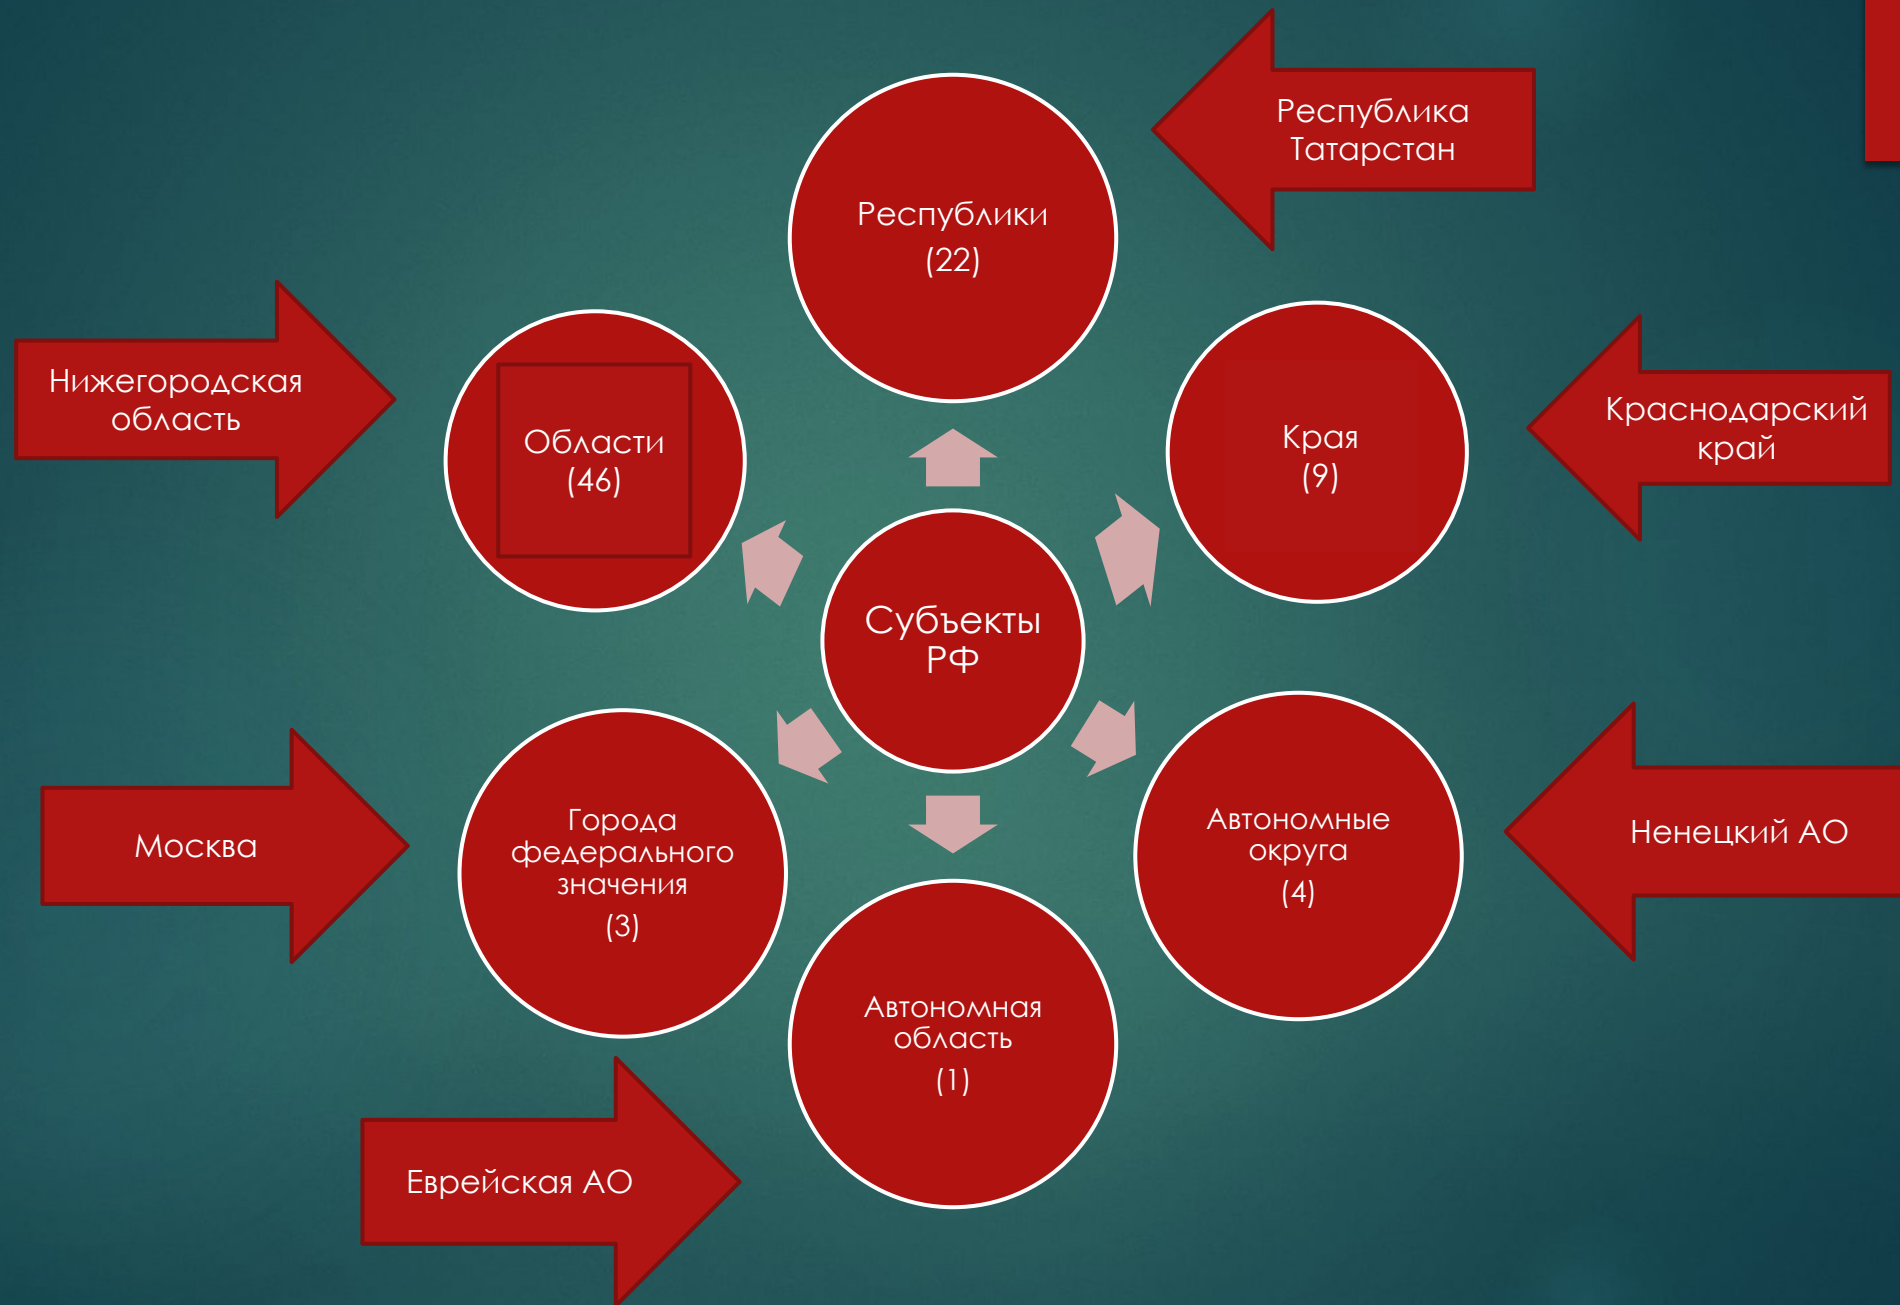 Республика
Татарстан
Республики
(22)
Нижегородская
область
Области
(46)
Края
(9)
Краснодарский
край
Субъекты
РФ
Москва
Города
федерального
значения
(3)
Автономные
округа
(4)
Ненецкий АО
Автономная
область
(1)
Еврейская АО